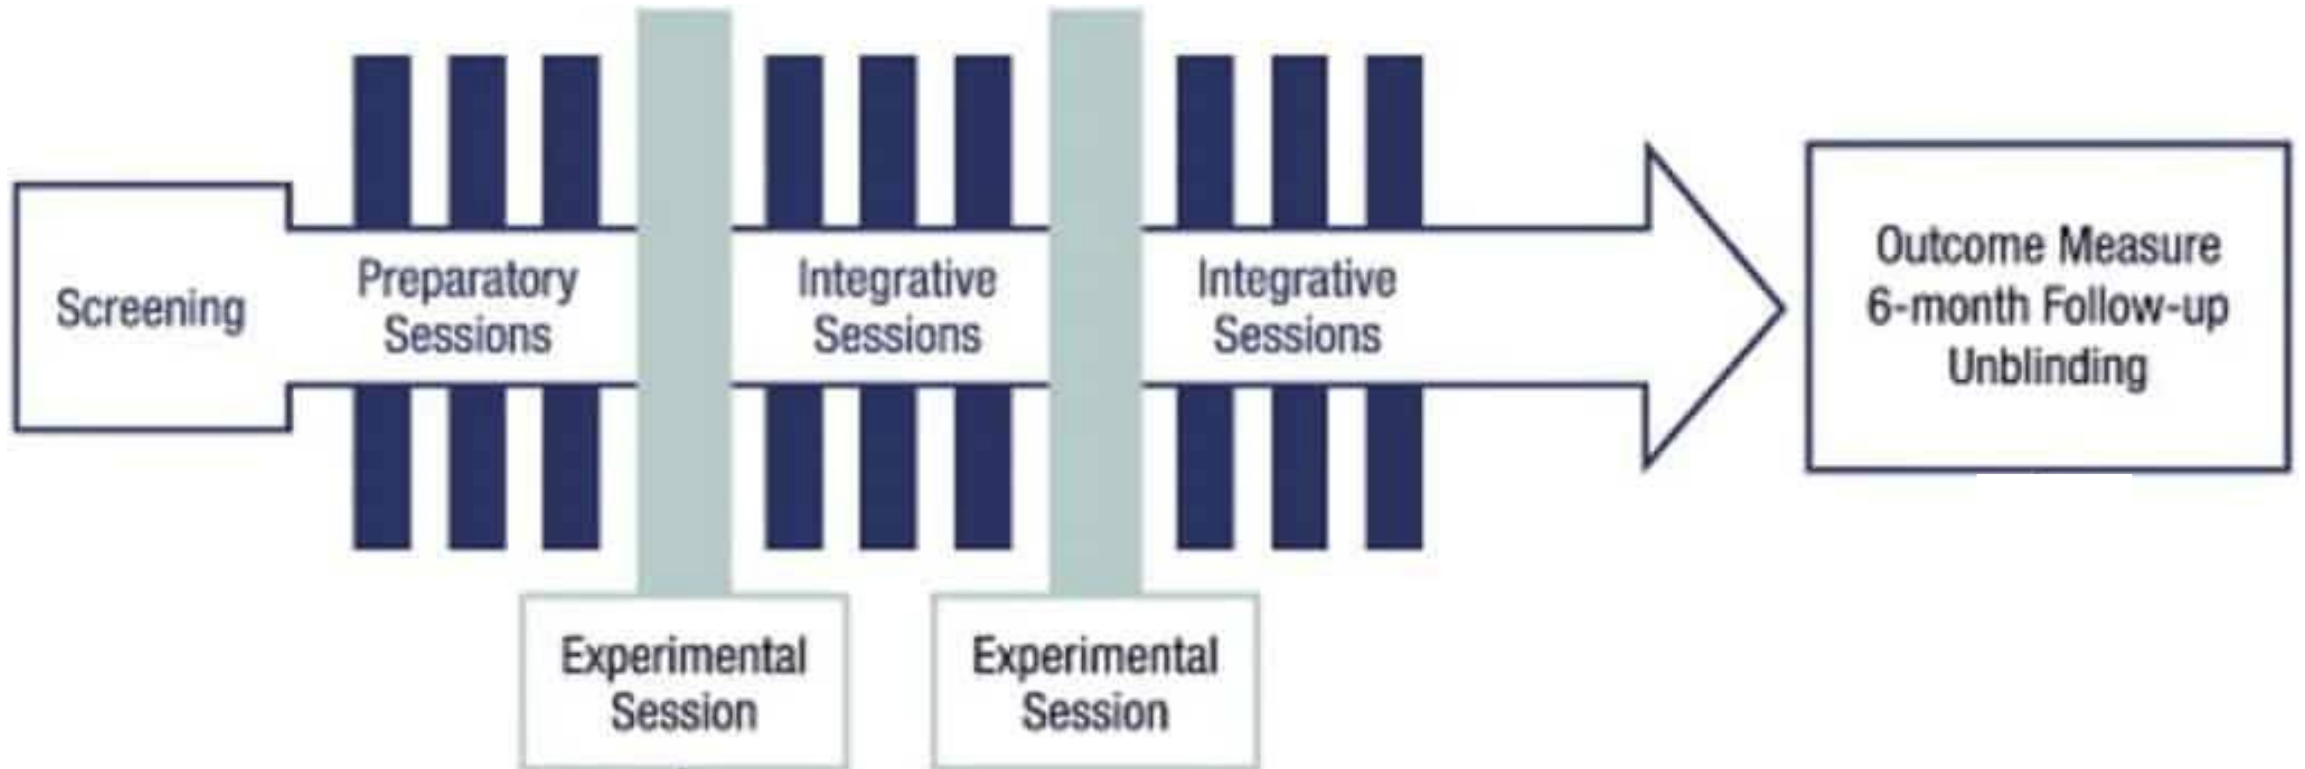 Screening
Preparatory
Sessions
Integrative
Sessions
Integrative
Sessions
Outcome Measure
6-month Follow-up
Unblinding
Experimental
Session
Experimental
Session